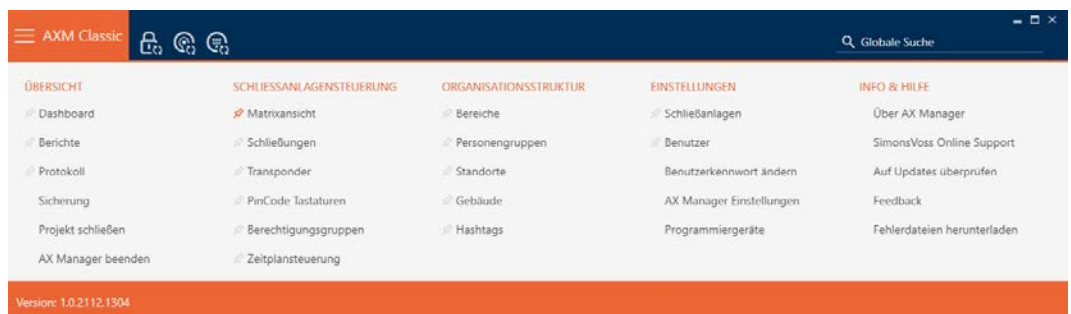 AXM Classic
Globale Suche
ÜBERSICHT
Dashboard
Berichte
Protokoll
Sicherung
Projekt schließen
AX Manager beenden
SCHLIESSANLAGENSTEUERUNG
Matrixansicht
Schließungen
Transponder
PinCode Tastaturen
Berechtigungsgruppen
Zeitplansteuerung
ORGANISATIONSSTRUKTUR
Bereiche
Personengruppen
Standorte
Gebäude
Hashtags
EINSTELLUNGEN
Schließanlagen
Benutzer
Benutzerkennwort ändern
AX Manager Einstellungen
Programmiergeräte
INFO & HILFE
Über AX Manager
SimonsVoss Online Support
Auf Updates überprüfen
Feedback
Fehlerdateien herunterladen
Version: 1.0.2112.1304